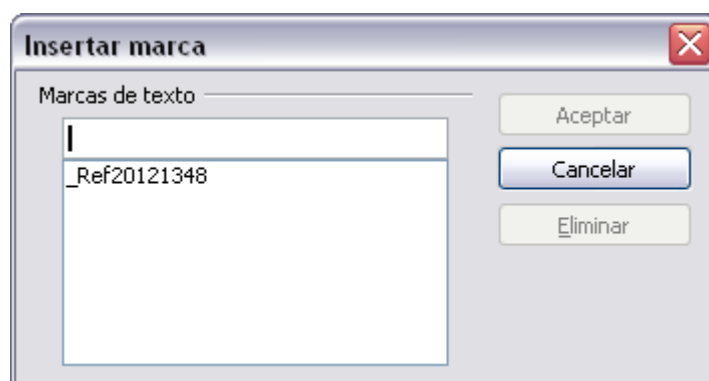 Insertar marca
Marcas de texto
Aceptar
_Ref20121348
Cancelar
Eliminar